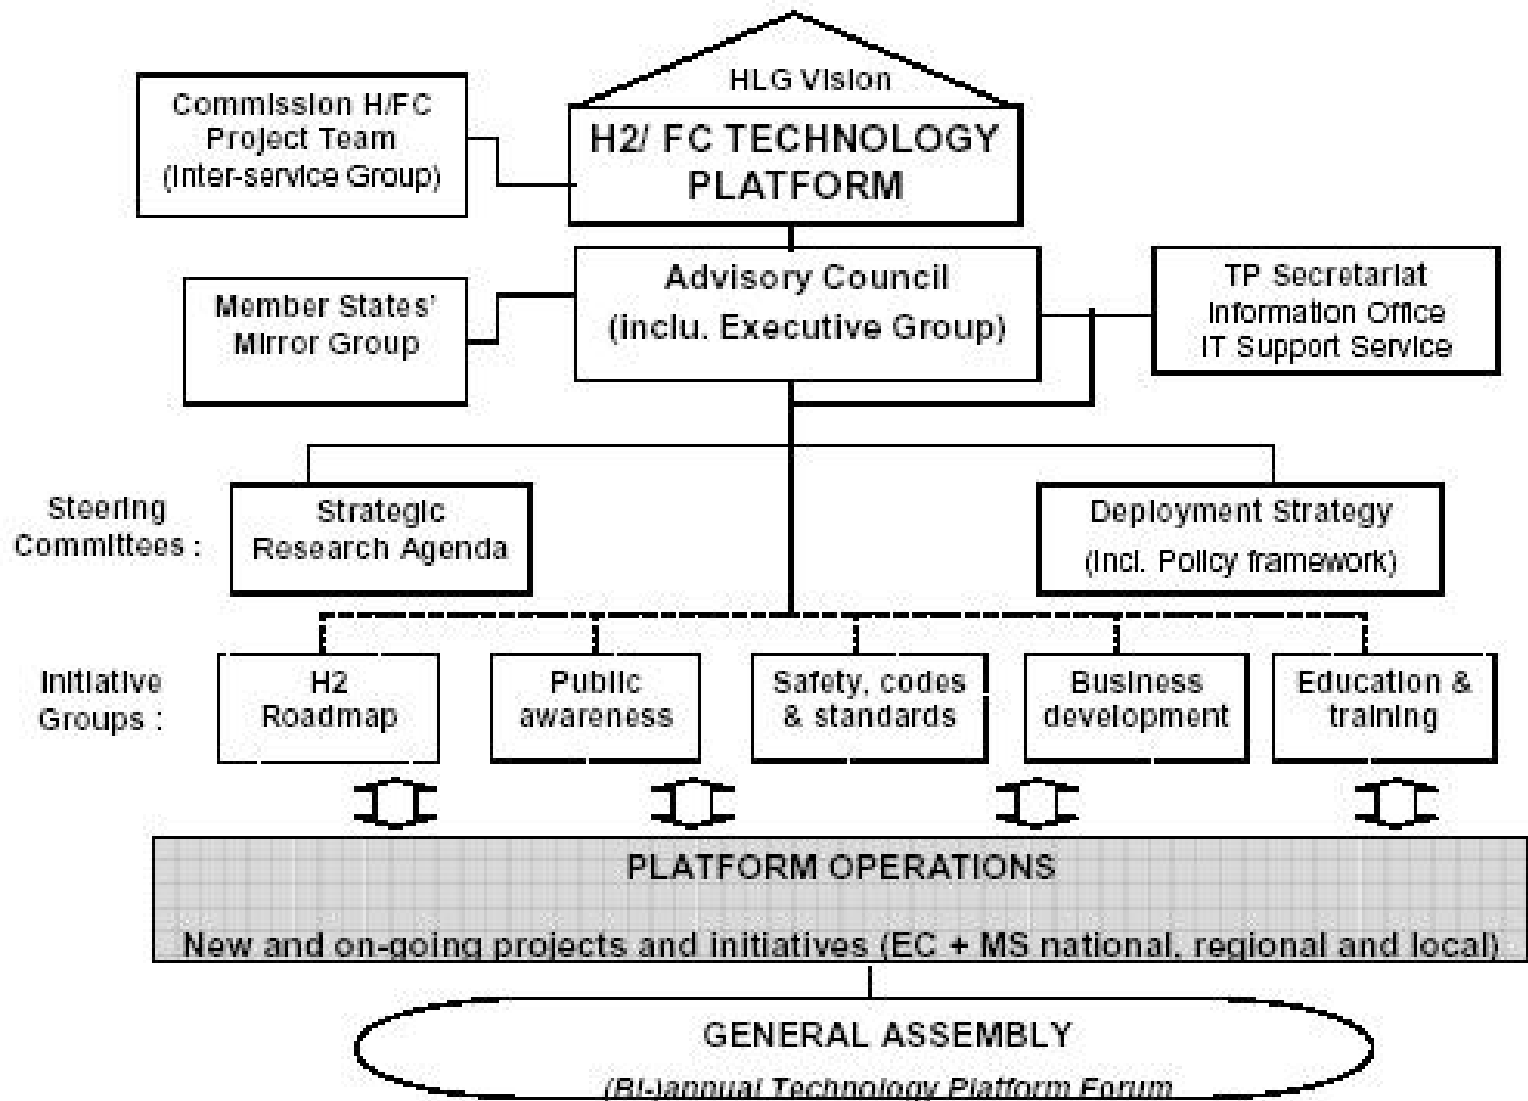 HLG Vision
H2/ FC TECHNOLOGY
PLATFORM
Commission H/FC
Project Team
(Inter-service Group)
Advisory Council
(inclu. Executive Group)
Member States'
Mirror Group
TP Secretariat
Information Office
IT Support Service
Steering
Committees :
Strategic
Research Agenda
Deployment Strategy
(Incl. Policy framework)
Initiative
Groups :
H2
Roadmap
Public
awareness
Safety, codes
& standards
Business
development
Education &
training
PLATFORM OPERATIONS
New and on-going projects and initiatives (EC + MS national, regional and local)
GENERAL ASSEMBLY
(Bi-)annual Technology Platform Forum